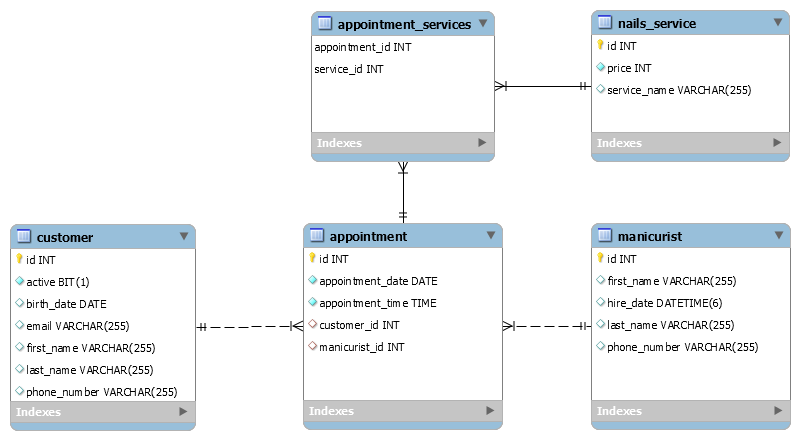 appointment_services
appointment_id INT
service_id INT
Indexes
nails_service
id INT
price INT
service_name VARCHAR(255)
Indexes
customer
id INT
active BIT(1)
birth_date DATE
email VARCHAR(255)
first_name VARCHAR(255)
last_name VARCHAR(255)
phone_number VARCHAR(255)
Indexes
appointment
id INT
appointment_date DATE
appointment_time TIME
customer_id INT
manicurist_id INT
Indexes
manicurist
id INT
first_name VARCHAR(255)
hire_date DATETIME(6)
last_name VARCHAR(255)
phone_number VARCHAR(255)
Indexes